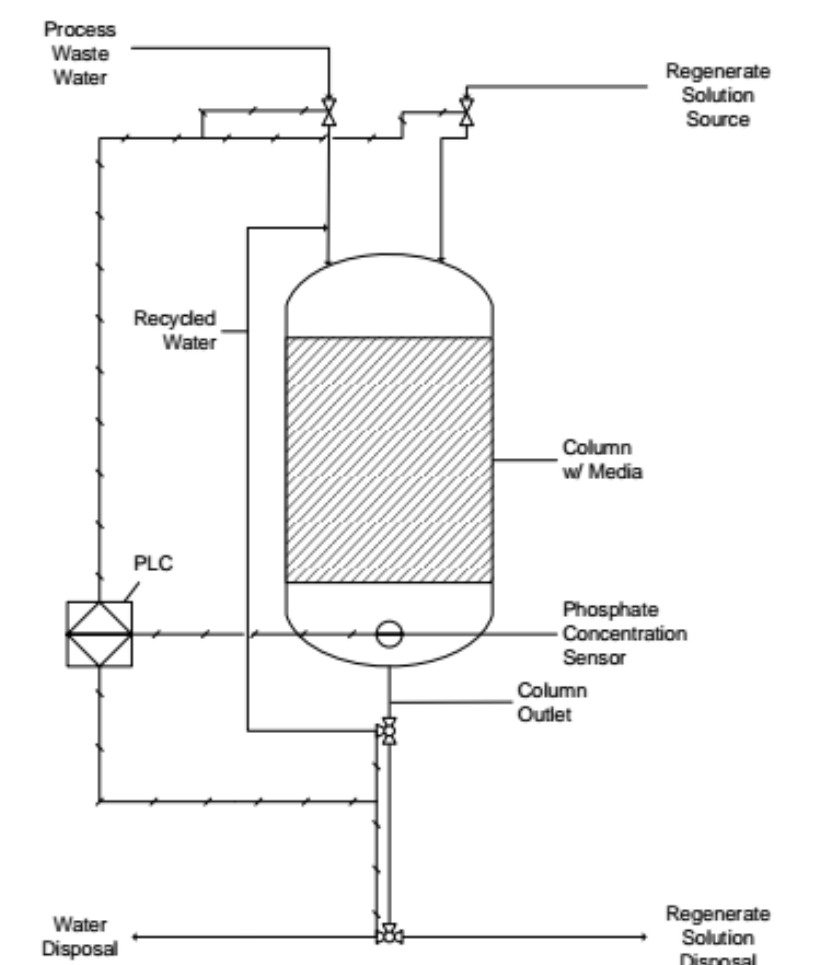 Process
Waste
Water
Regenerate
Solution
Source
Recycled
Water
Column
w/ Media
PLC
Phosphate
Concentration
Sensor
Column
Outlet
Water
Disposal
Regenerate
Solution
Disposal